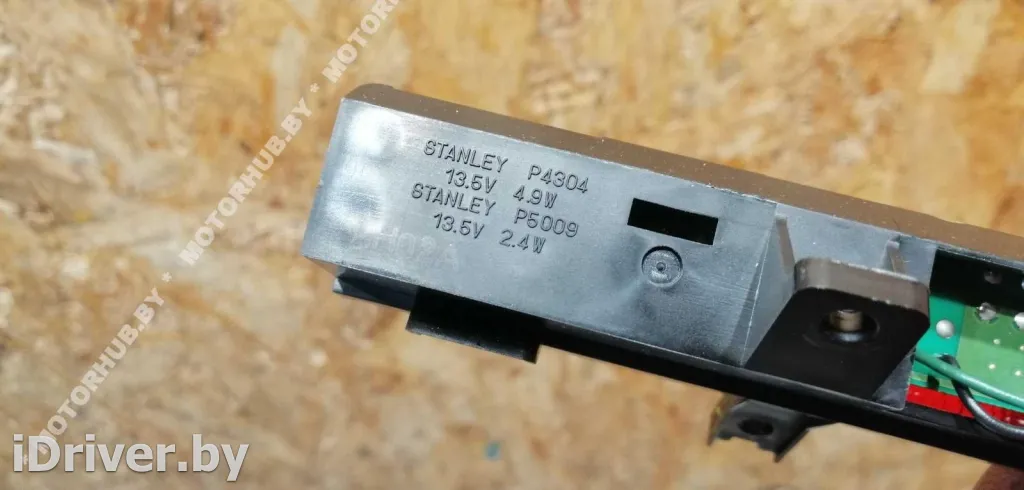 STANLEY P4304
13.5V 4.9W
STANLEY P5009
13.5V 2.4W
* MOTORHUB.BY * MOTORHUB.BY * MOTORHUB.BY
iDriver.by